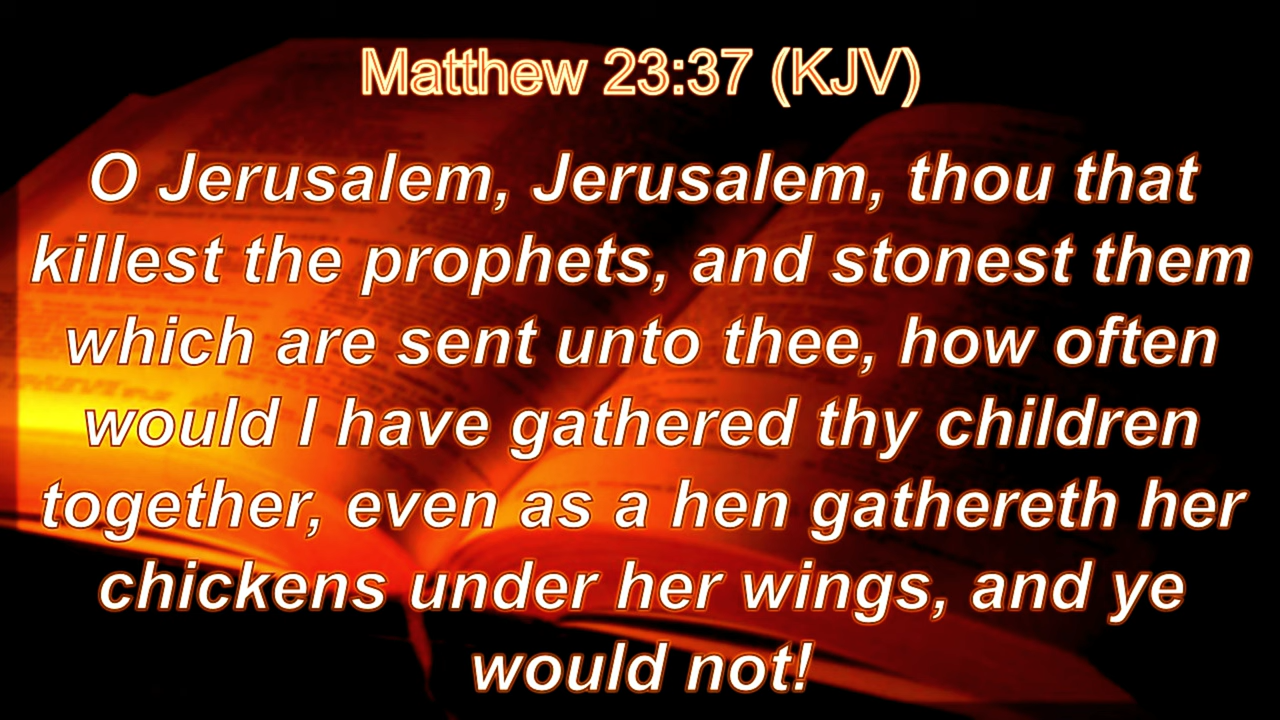 Matthew 23:37 (KJV)
O Jerusalem, Jerusalem, thou that
killest the prophets, and stonest them
which are sent unto thee, how often
would I have gathered thy children
together, even as a hen gathereth her
chickens under her wings, and ye
would not!